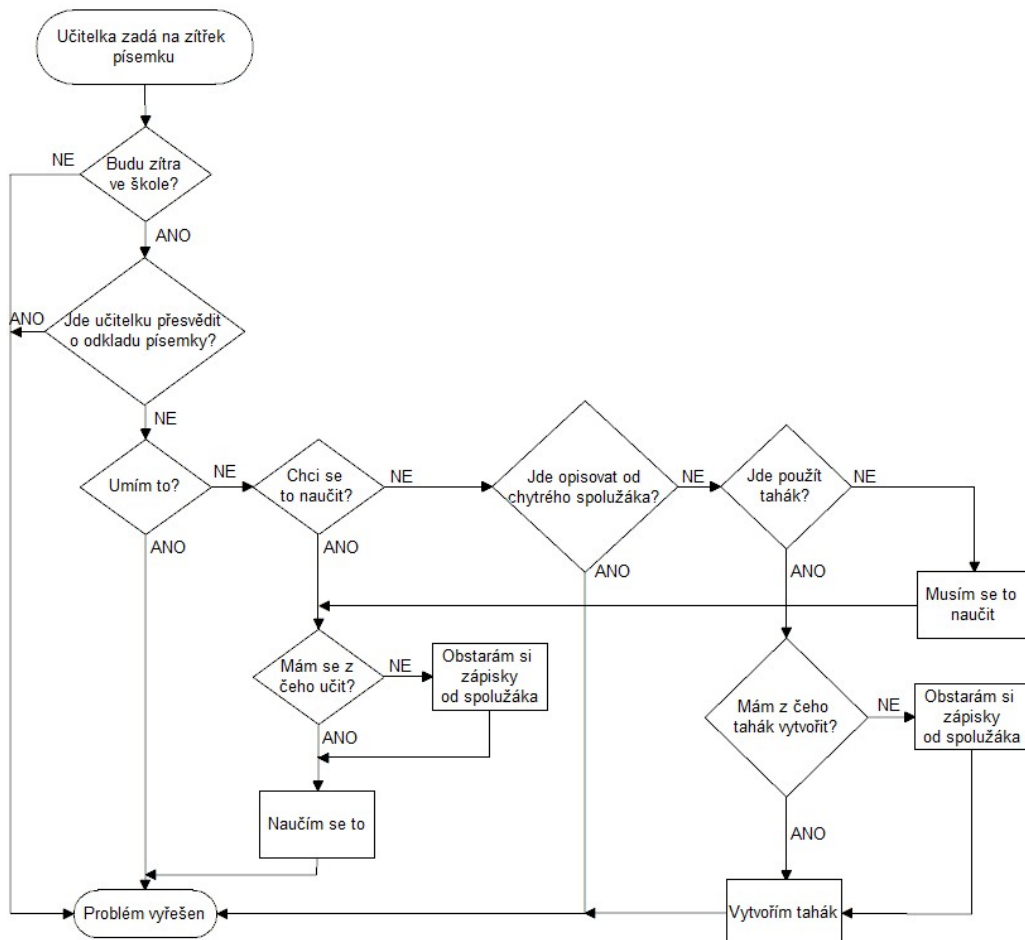 Učitelka zadá na zítřek
písemku
NE
Budu zítra
ve škole?
ANO
ANO
Jde učitelku přesvědit
o odkladu písemky?
NE
Umím to?
NE
Chci se
to naučit?
NE
Jde opisovat od
chytrého spolužáka?
NE
Jde použít
tahák?
NE
ANO
ANO
ANO
ANO
Musím se to
naučit
Mám se z
čeho učit?
NE
Obstarám si
zápisky
od spolužáka
Mám z čeho
tahák vytvořit?
NE
Obstarám si
zápisky
od spolužáka
ANO
Naučím se to
ANO
Problém vyřešen
Vytvořím tahák